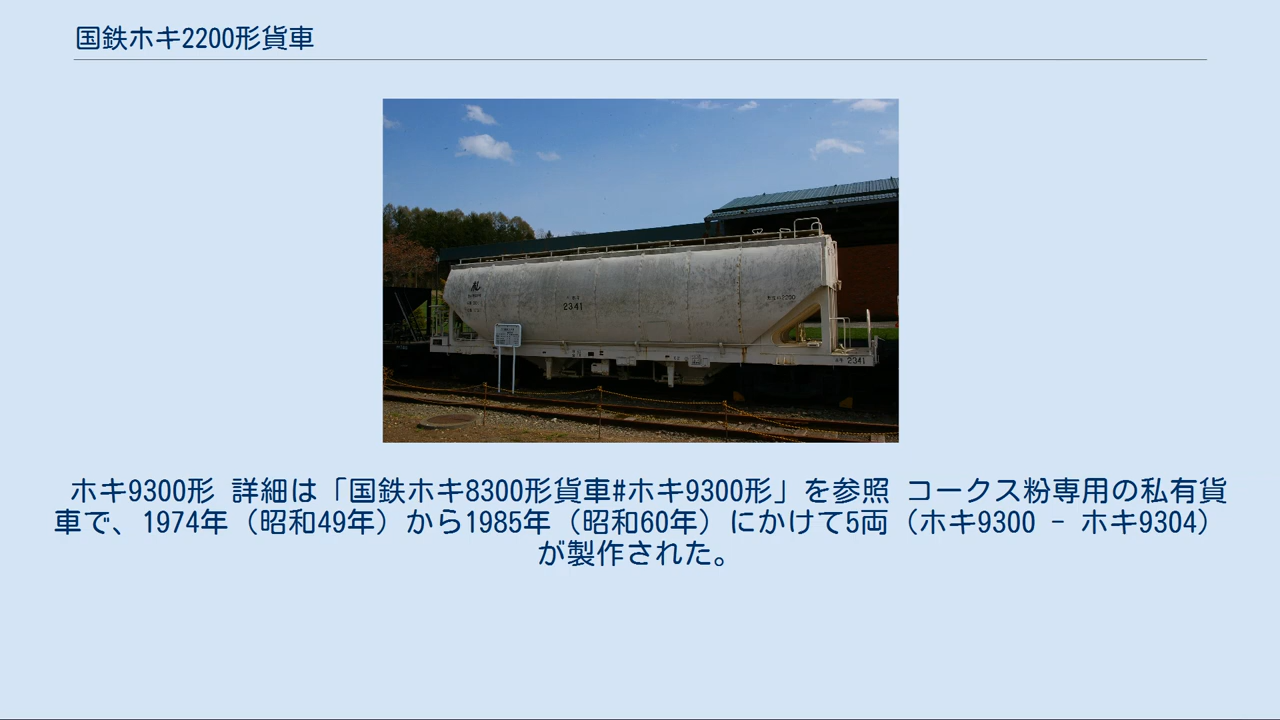 国鉄ホキ2200形貨車
2341
2341
ホキ9300形 詳細は「国鉄ホキ8300形貨車#ホキ9300形」を参照 コークス粉専用の私有貨
車で、1974年（昭和49年）から1985年（昭和60年）にかけて5両（ホキ9300 - ホキ9304）
が製作された。